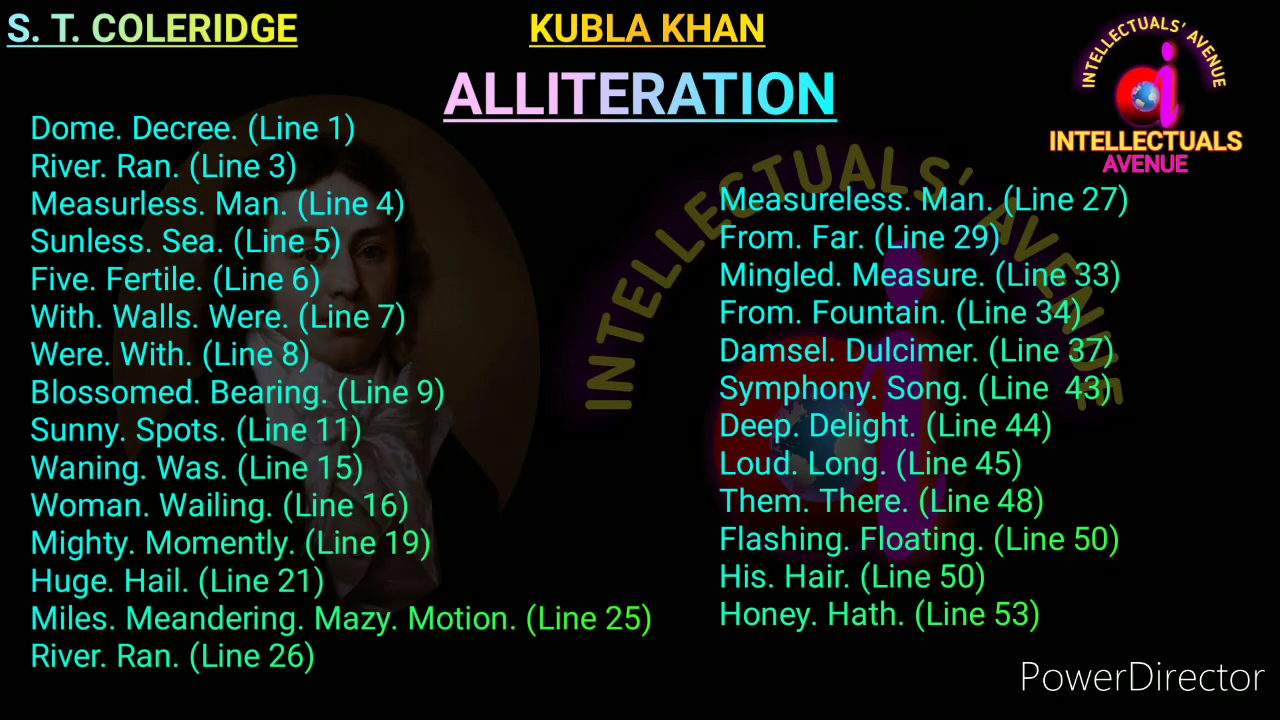 S. T. COLERIDGE
KUBLA KHAN
INTELLECTUALS' AVENUE
i
INTELLECTUALS
AVENUE
ALLITERATION
Dome. Decree. (Line 1)
River. Ran. (Line 3)
Measurless. Man. (Line 4)
Sunless. Sea. (Line 5)
Five. Fertile. (Line 6)
With. Walls. Were. (Line 7)
Were. With. (Line 8)
Blossomed. Bearing. (Line 9)
Sunny. Spots. (Line 11)
Waning. Was. (Line 15)
Woman. Wailing. (Line 16)
Mighty. Momently. (Line 19)
Huge. Hail. (Line 21)
Miles. Meandering. Mazy. Motion. (Line 25)
River. Ran. (Line 26)
INTELLECTUALS' AVENUE
Measureless. Man. (Line 27)
From. Far. (Line 29)
Mingled. Measure. (Line 33)
From. Fountain. (Line 34)
Damsel. Dulcimer. (Line 37)
Symphony. Song. (Line  43)
Deep. Delight. (Line 44)
Loud. Long. (Line 45)
Them. There. (Line 48)
Flashing. Floating. (Line 50)
His. Hair. (Line 50)
Honey. Hath. (Line 53)
PowerDirector